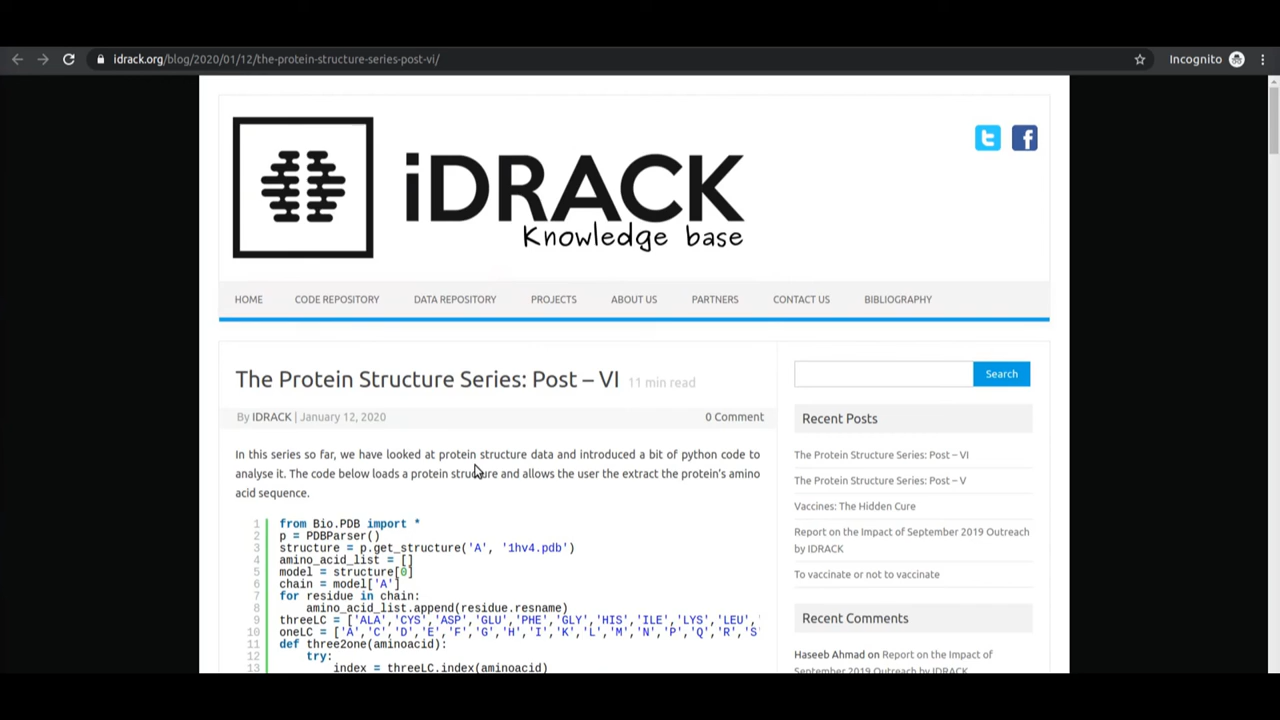 idrack.org/blog/2020/01/12/the-protein-structure-series-post-vi/
Incognito
iDRACK
Knowledge base
HOME CODE REPOSITORY DATA REPOSITORY PROJECTS ABOUT US PARTNERS CONTACT US BIBLIOGRAPHY
The Protein Structure Series: Post – VI 11 min read
By IDRACK | January 12, 2020 0 Comment
In this series so far, we have looked at protein structure data and introduced a bit of python code to
analyse it. The code below loads a protein structure and allows the user the extract the protein's amino
acid sequence.
1 from Bio.PDB import *
2 p = PDBParser()
3 structure = p.get_structure('A', '1hv4.pdb')
4 amino_acid_list = []
5 model = structure[0]
6 chain = model['A']
7 for residue in chain:
8 amino_acid_list.append(residue.resname)
9 threeLC = ['ALA','CYS','ASP','GLU','PHE','GLY','HIS','ILE','LYS','LEU','
10 oneLC = ['A','C','D','E','F','G','H','I','K','L','M','N','P','Q','R','S'
11 def three2one(aminoacid):
12 try:
13 index = threeLC.index(aminoacid)
Search
Recent Posts
The Protein Structure Series: Post – VI
The Protein Structure Series: Post – V
Vaccines: The Hidden Cure
Report on the Impact of September 2019 Outreach
by IDRACK
To vaccinate or not to vaccinate
Recent Comments
Haseeb Ahmad on Report on the Impact of
September 2019 Outreach by IDRACK